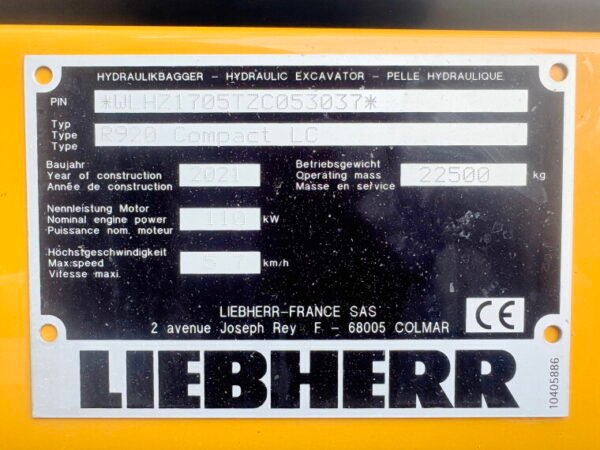 HYDRAULIKBAGGER - HYDRAULIC EXCAVATOR - PELLE HYDRAULIQUE
PIN *WLHZ1705TZC053037*
Typ
Type R920 Compact LC
Type
Baujahr
Year of construction 2021
Année de construction
Betriebsgewicht
Operating mass 22500 kg
Masse en service
Nennleistung Motor
Nominal engine power 110 kW
Puissance nom. moteur
Höchstgeschwindigkeit
Max.speed 5.7 km/h
Vitesse maxi.
LIEBHERR-FRANCE SAS
2 avenue Joseph Rey F - 68005 COLMAR
CE
LIEBHERR
10405886